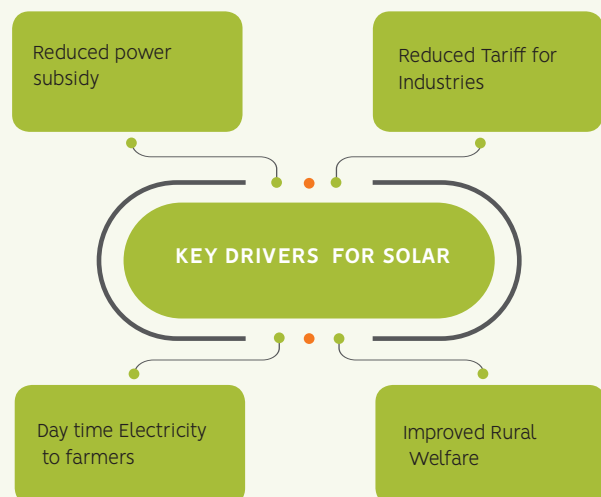 Reduced power
subsidy
Reduced Tariff for
Industries
KEY DRIVERS FOR SOLAR
Day time Electricity
to farmers
Improved Rural
Welfare